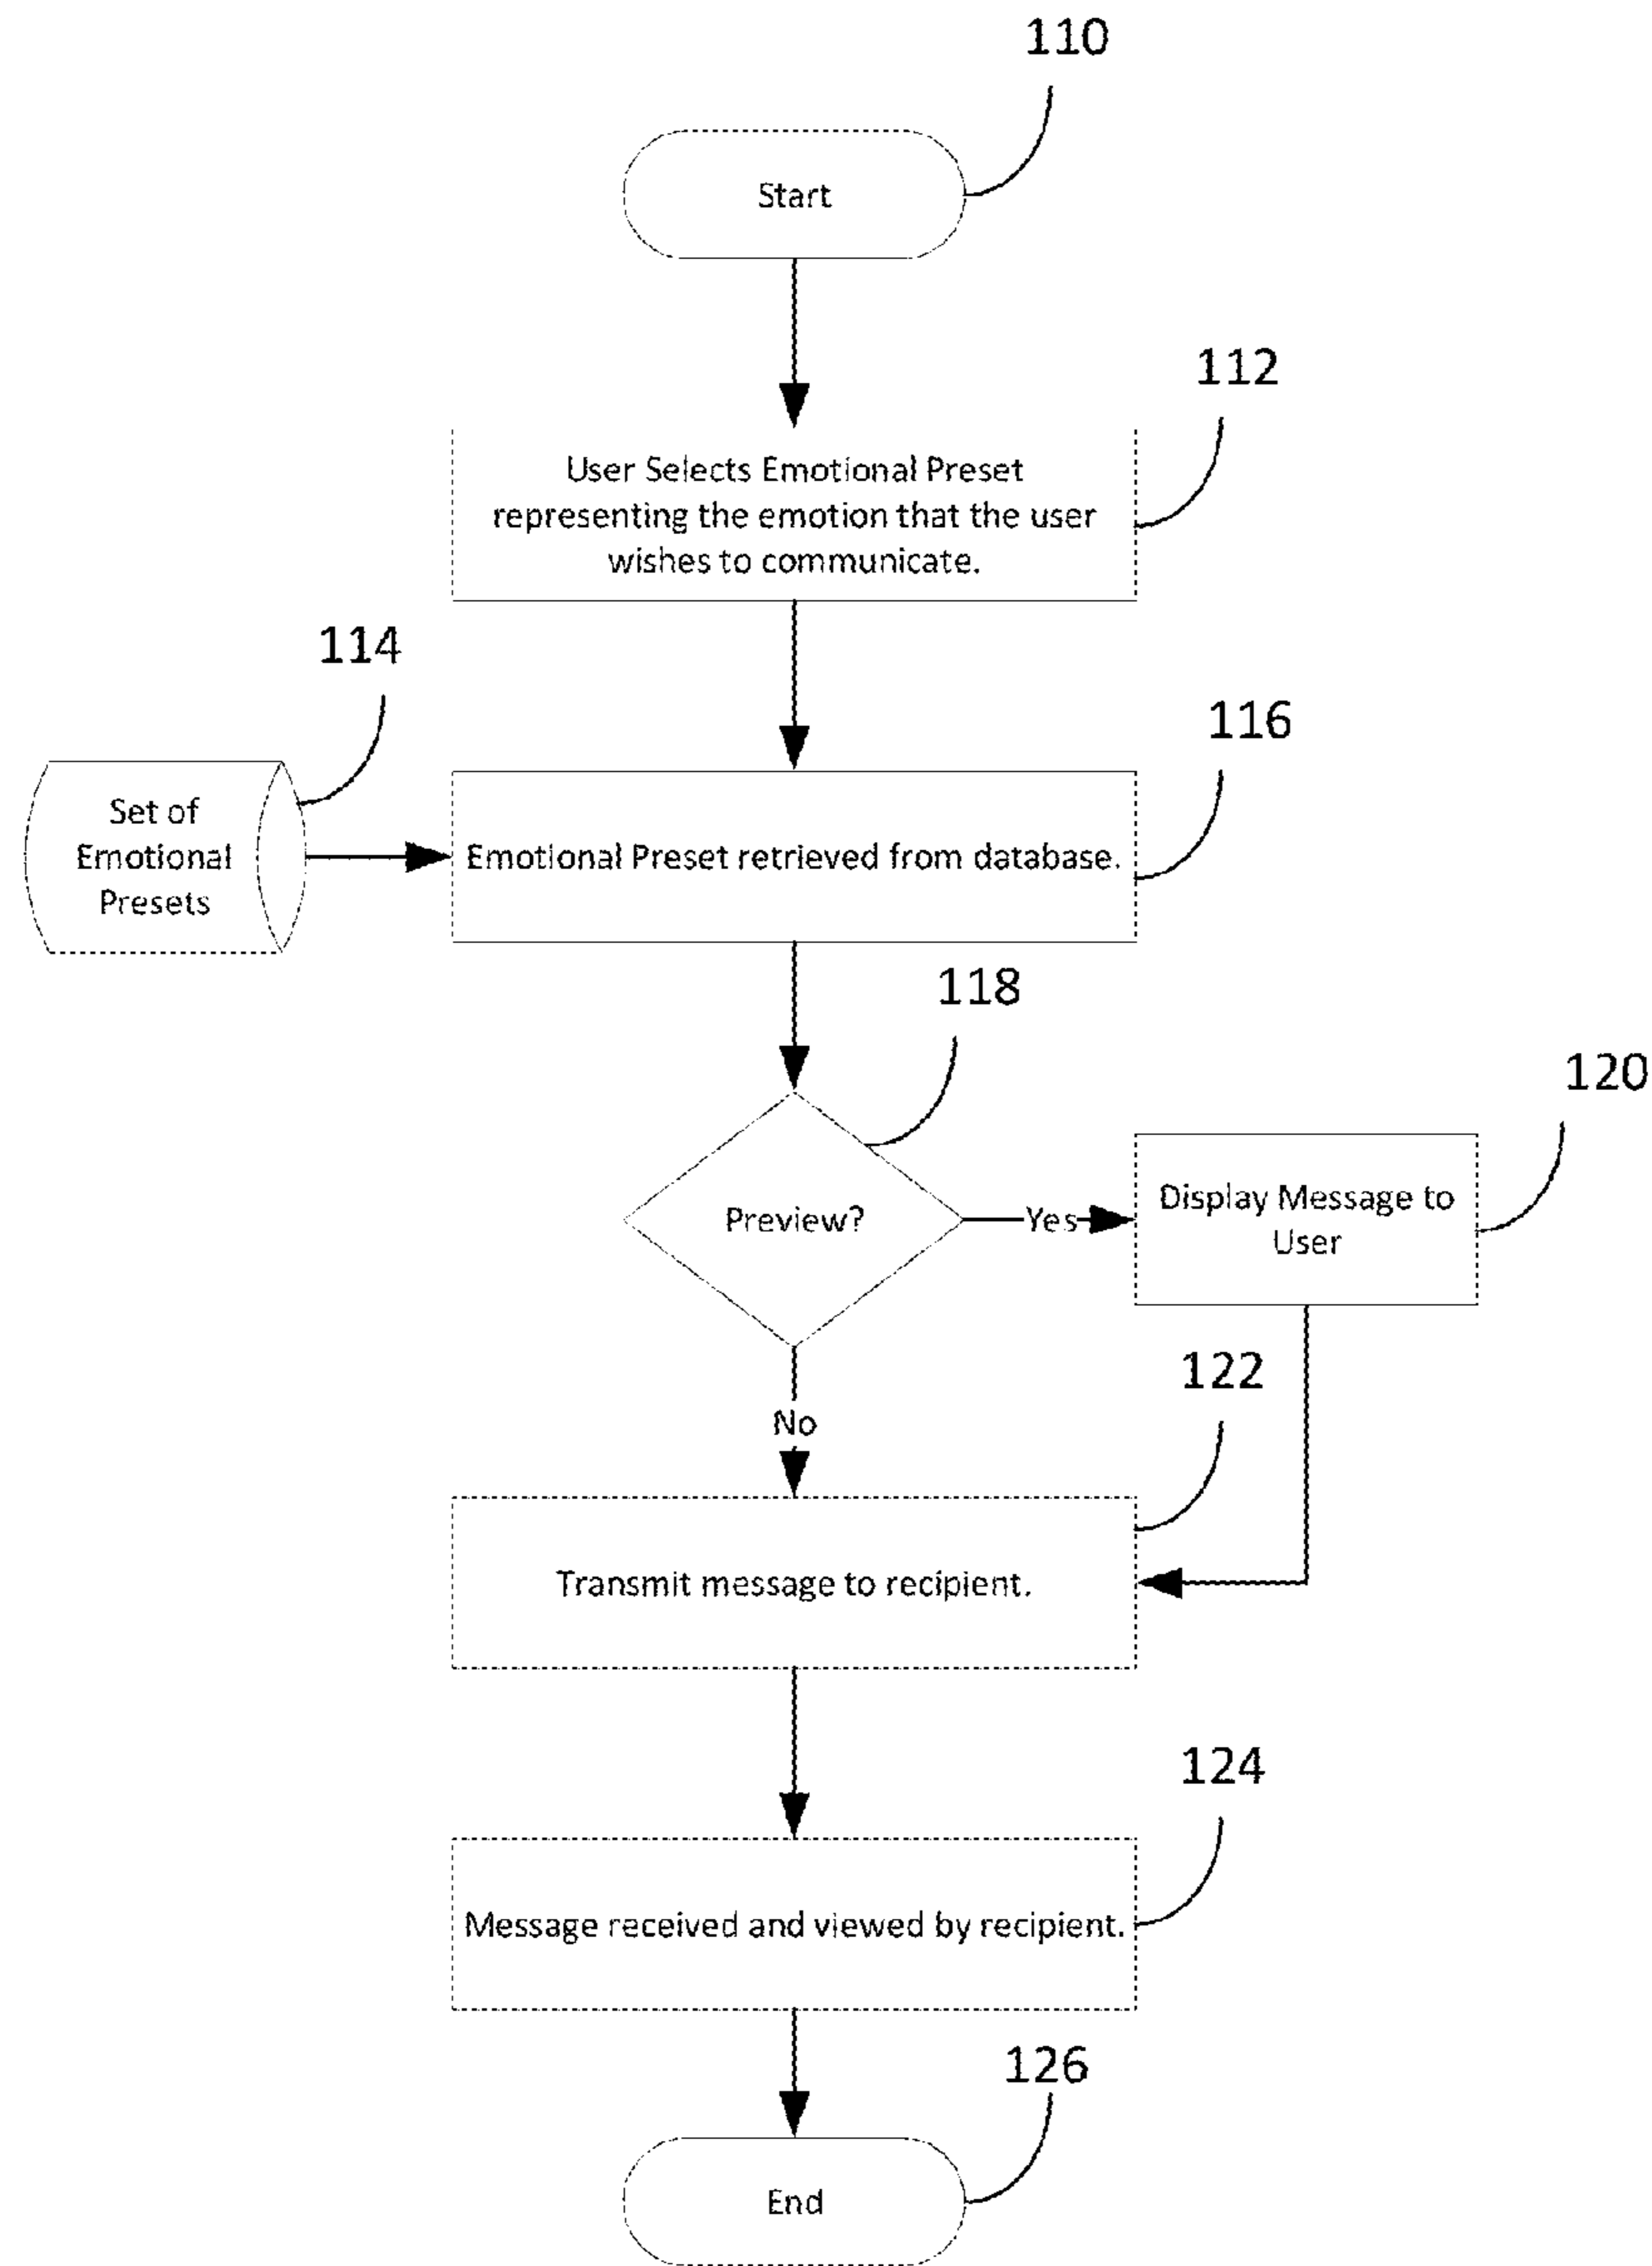 110
Start
112
User Selects Emotional Preset
representing the emotion that the user
wishes to communicate.
114
Set of
Emotional
Presets
116
Emotional Preset retrieved from database.
118
Preview?
Yes
120
Display Message to
User
No
122
Transmit message to recipient.
124
Message received and viewed by recipient.
126
End